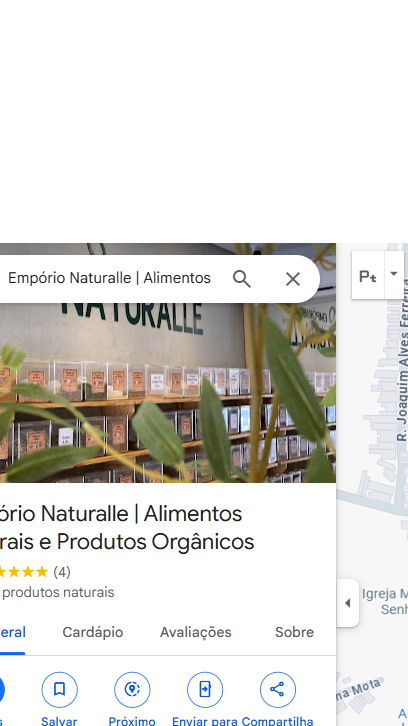 Empório Naturalle | Alimentos
Pt
NATURALLE
R. Joaquim Alves Ferreira
ório Naturalle | Alimentos
rais e Produtos Orgânicos
★★★★ (4)
produtos naturais
eral
Cardápio
Avaliações
Sobre
Igreja M
Senh
na Mota
A
s
Salvar
Próximo
Enviar para
Compartilha